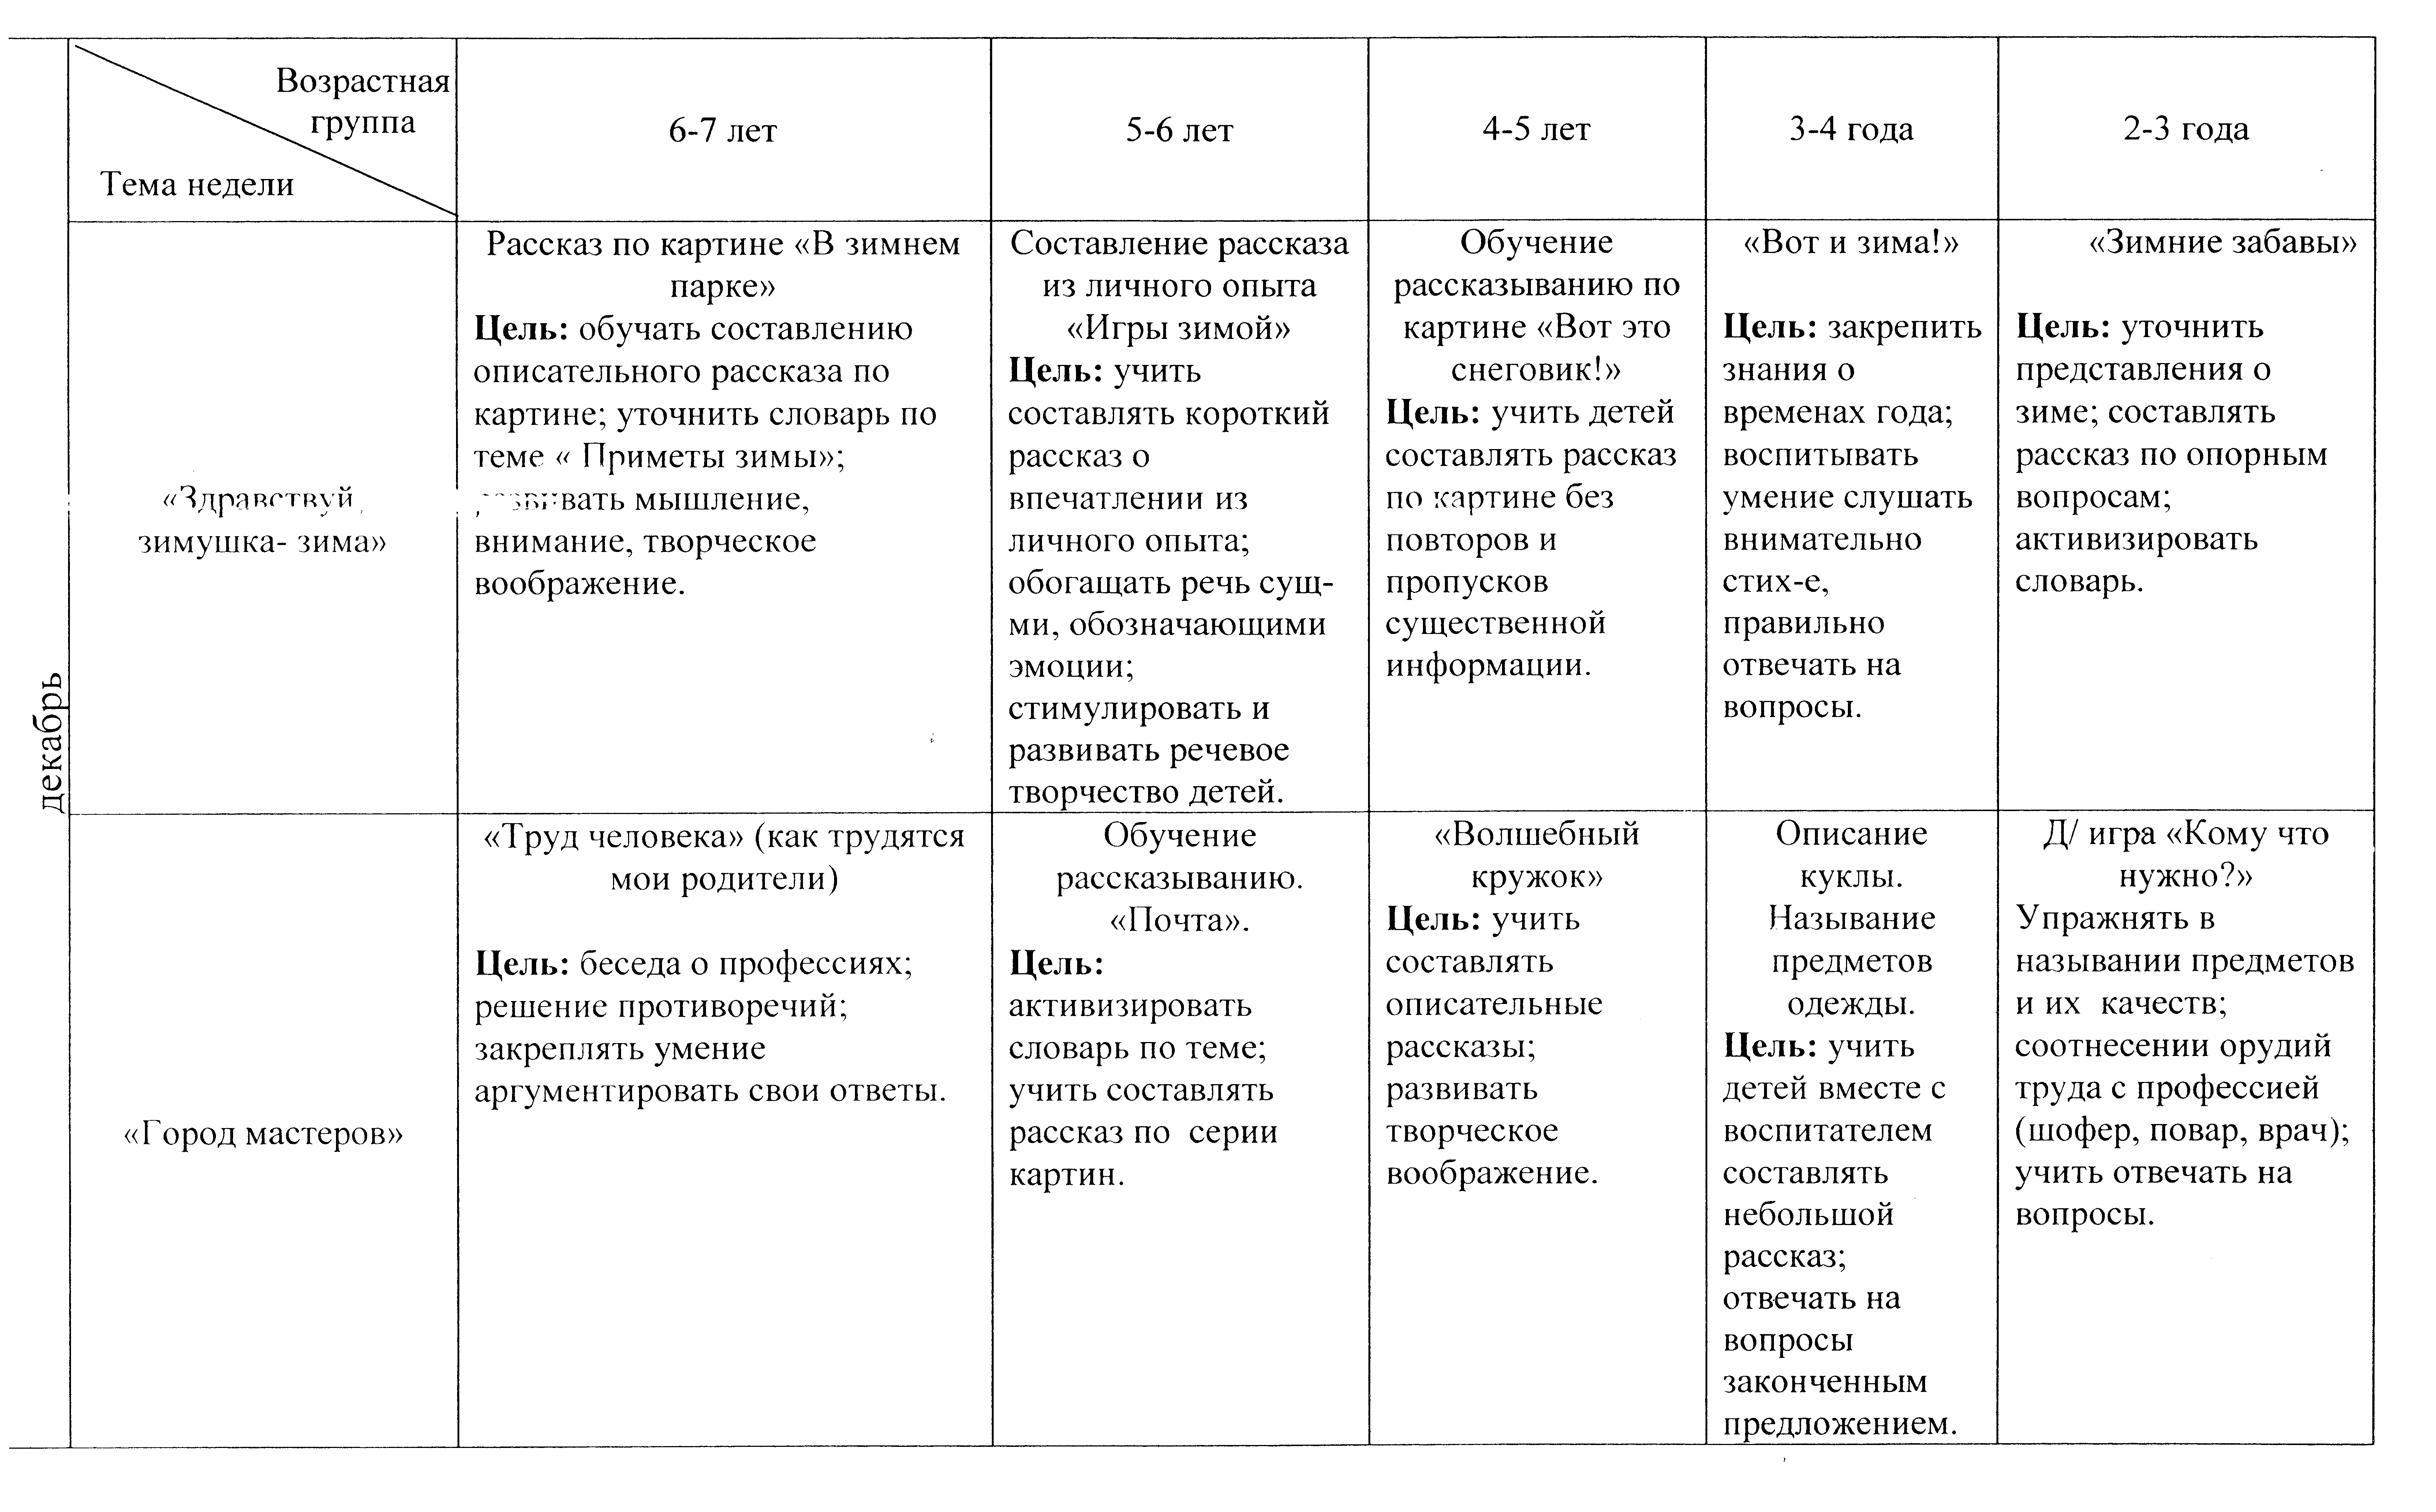 Возрастная
группа
Тема недели
6-7 лет
5-6 лет
4-5 лет
3-4 года
2-3 года
декабрь
«Здравствуй,
зимушка- зима»
Рассказ по картине «В зимнем
парке»
Цель: обучать составлению
описательного рассказа по
картине; уточнить словарь по
теме « Приметы зимы»;
развивать мышление,
внимание, творческое
воображение.
Составление рассказа
из личного опыта
«Игры зимой»
Цель: учить
составлять короткий
рассказ о
впечатлении из
личного опыта;
обогащать речь сущ-
ми, обозначающими
эмоции;
стимулировать и
развивать речевое
творчество детей.
Обучение
рассказыванию по
картине «Вот это
снеговик!»
Цель: учить детей
составлять рассказ
по картине без
повторов и
пропусков
существенной
информации.
«Вот и зима!»
Цель: закрепить
знания о
временах года;
воспитывать
умение слушать
внимательно
стих-е,
правильно
отвечать на
вопросы.
«Зимние забавы»
Цель: уточнить
представления о
зиме; составлять
рассказ по опорным
вопросам;
активизировать
словарь.
«Город мастеров»
«Труд человека» (как трудятся
мои родители)
Цель: беседа о профессиях;
решение противоречий;
закреплять умение
аргументировать свои ответы.
Обучение
рассказыванию.
«Почта».
Цель:
активизировать
словарь по теме;
учить составлять
рассказ по серии
картин.
«Волшебный
кружок»
Цель: учить
составлять
описательные
рассказы;
развивать
творческое
воображение.
Описание
куклы.
Называние
предметов
одежды.
Цель: учить
детей вместе с
воспитателем
составлять
небольшой
рассказ;
отвечать на
вопросы
законченным
предложением.
Д/ игра «Кому что
нужно?»
Упражнять в
назывании предметов
и их качеств;
соотнесении орудий
труда с профессией
(шофер, повар, врач);
учить отвечать на
вопросы.